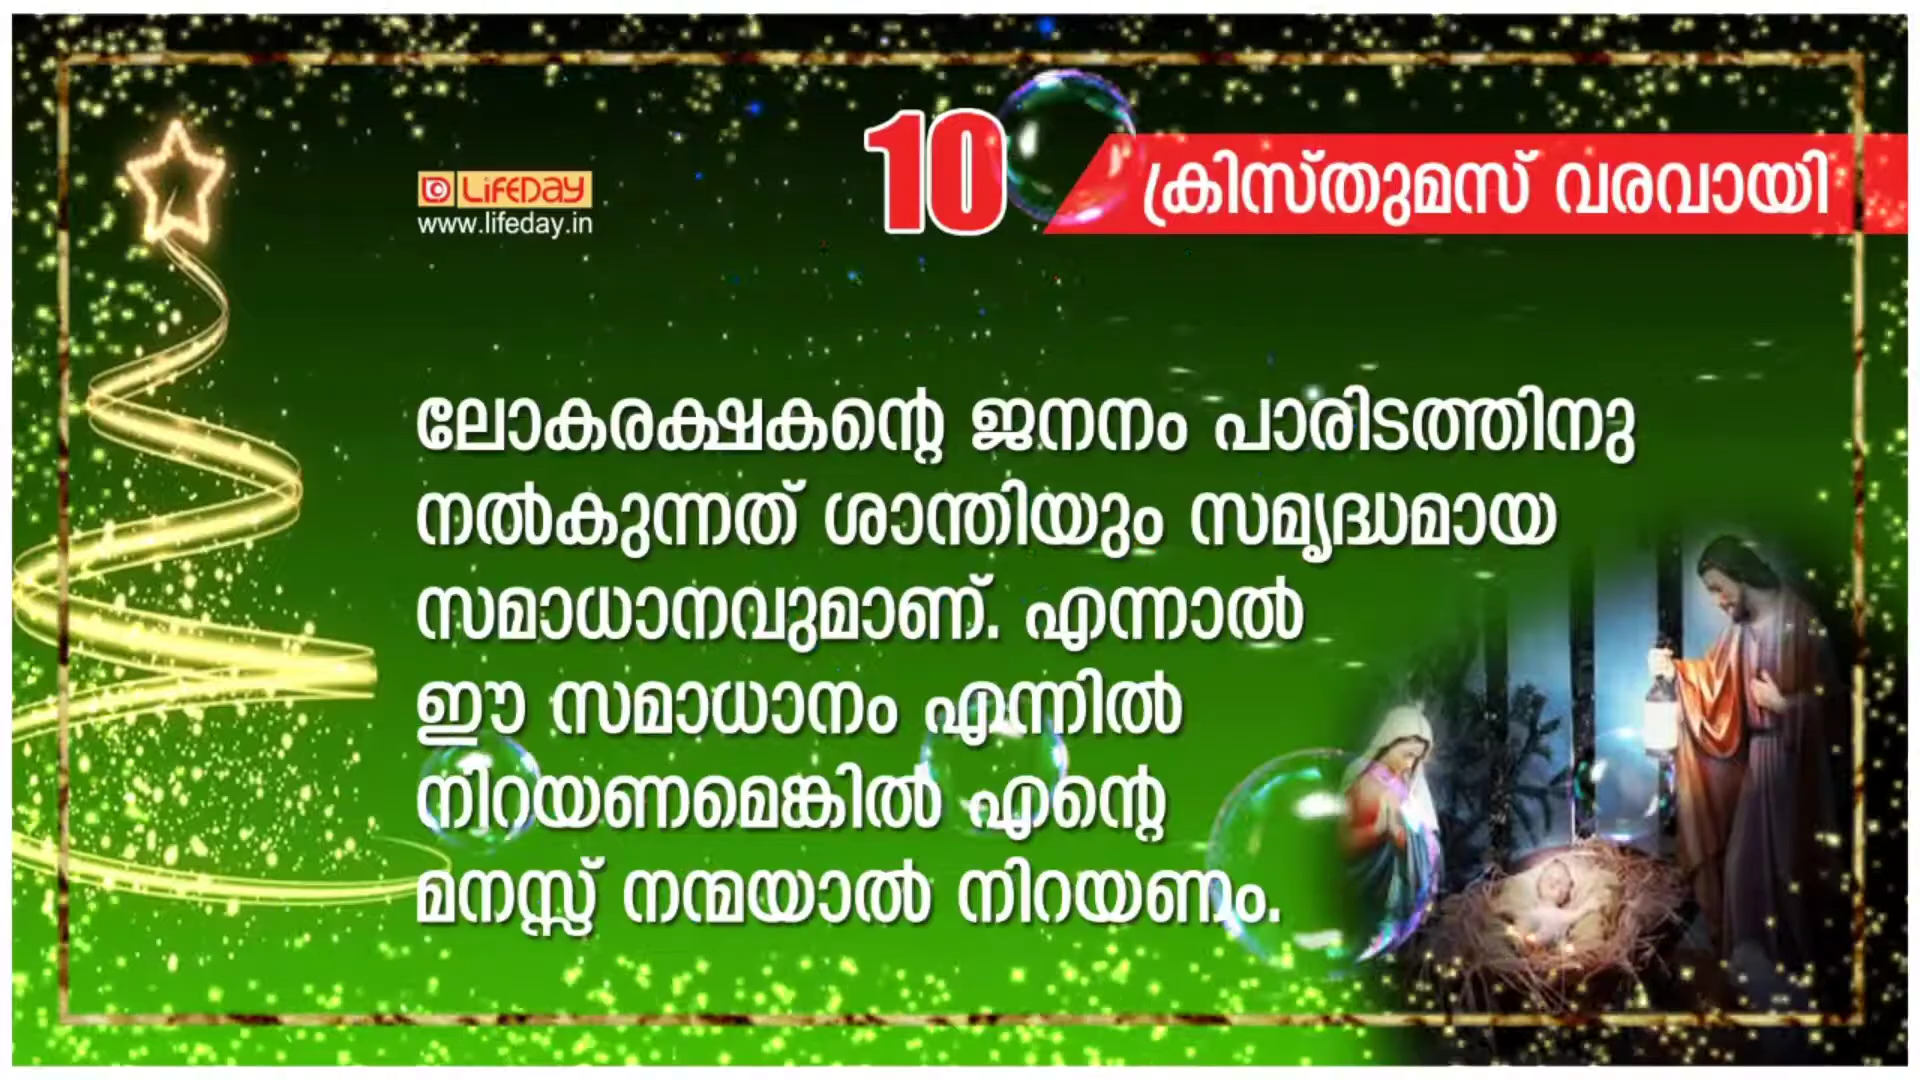 10
ക്രിസ്തുമസ് വരവായി
LIFEDAY
www.lifeday.in
ലോകരക്ഷകന്റെ ജനനം പാരിടത്തിനു
നൽകുന്നത് ശാന്തിയും സമൃദ്ധമായ
സമാധാനവുമാണ്. എന്നാൽ
ഈ സമാധാനം എന്നിൽ
നിറയണമെങ്കിൽ എന്റെ
മനസ്സ് നന്മയാൽ നിറയണം.